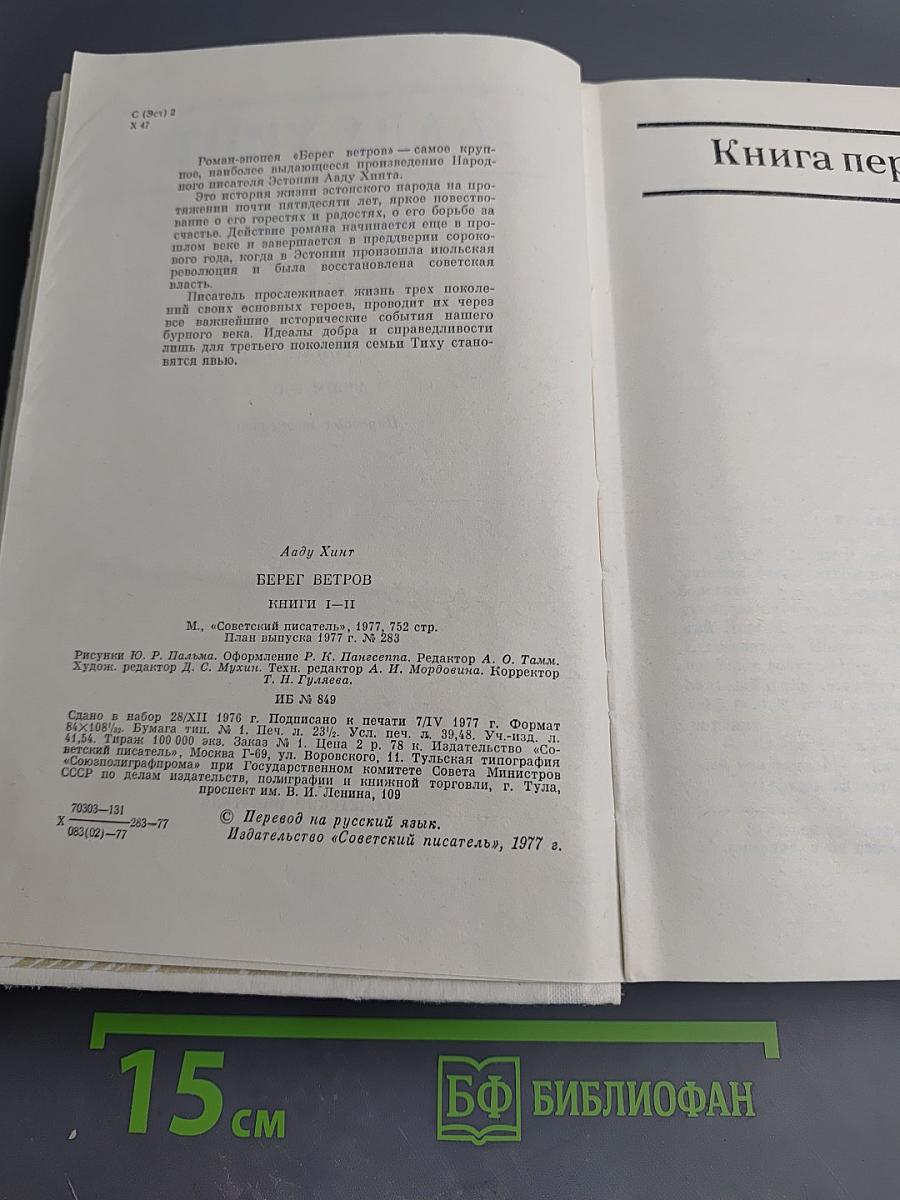 С (Эст) 2
Х 47
Роман-эпопея «Берег ветров» — самое круп-
ное, наиболее выдающееся произведение Народ-
ного писателя Эстонии Ааду Хинта.
Это история жизни эстонского народа на про-
тяжении почти пятидесяти лет, яркое повество-
вание о его горестях и радостях, о его борьбе за
счастье. Действие романа начинается еще в про-
шлом веке и завершается в преддверии сороко-
вого года, когда в Эстонии произошла июльская
революция и была восстановлена советская
власть.
Писатель прослеживает жизнь трех поколе-
ний своих основных героев, проводит их через
все важнейшие исторические события нашего
бурного века. Идеалы добра и справедливости
лишь для третьего поколения семьи Тиху стано-
вятся явью.
Ааду Хинт
БЕРЕГ ВЕТРОВ
КНИГИ I—II
М., «Советский писатель», 1977, 752 стр.
План выпуска 1977 г. № 283
Рисунки Ю. Р. Пальма. Оформление Р. К. Пангсеппа. Редактор А. О. Тамм.
Худож. редактор Д. С. Мухин. Техн. редактор А. И. Мордовина. Корректор
Т. Н. Гуляева.
ИБ № 849
Сдано в набор 28/XII 1976 г. Подписано к печати 7/IV 1977 г. Формат
84×108¹/₃₂. Бумага тип. № 1. Печ. л. 23¹/₂. Усл. печ. л. 39,48. Уч.-изд. л.
41,54. Тираж 100 000 экз. Заказ № 1. Цена 2 р. 78 к. Издательство «Со-
ветский писатель», Москва Г-69, ул. Воровского, 11. Тульская типография
«Союзполиграфпрома» при Государственном комитете Совета Министров
СССР по делам издательств, полиграфии и книжной торговли, г. Тула,
проспект им. В. И. Ленина, 109
Х 70303—131 283—77
083(02)—77
© Перевод на русский язык.
Издательство «Советский писатель», 1977 г.
Книга пер
15 см
БФ БИБЛИОФАН